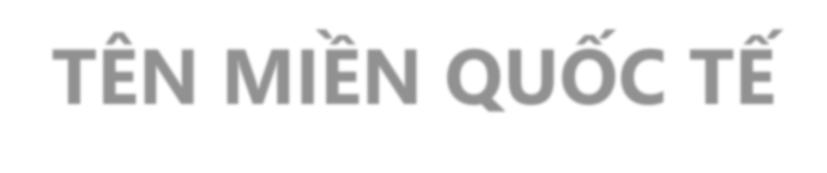 TÊN MIỀN QUỐC TẾ